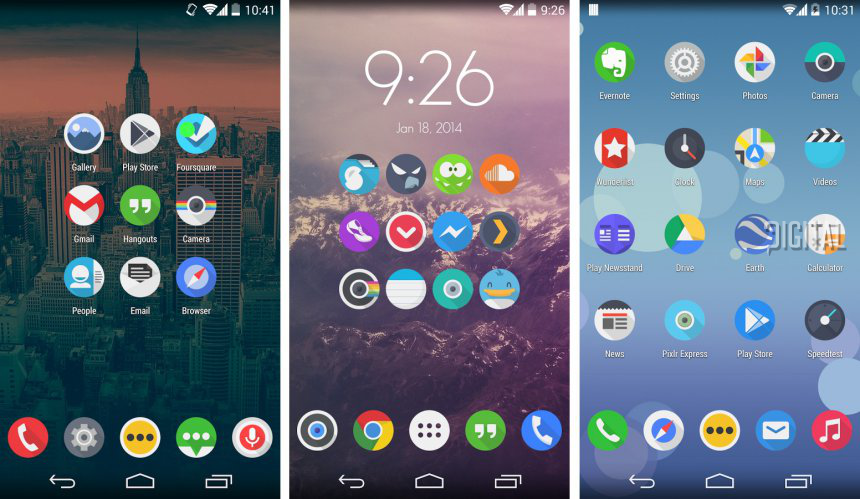 10:41
Gallery Play Store Foursquare
Gmail Hangouts Camera
People Email Browser
9:26
9:26
Jan 18, 2014
10:31
Evernote Settings Photos Camera
Wunderlist Clock Maps Videos
DIGITAL
Play Newsstand Drive Earth Calculator
News Pixlr Express Play Store Speedtest